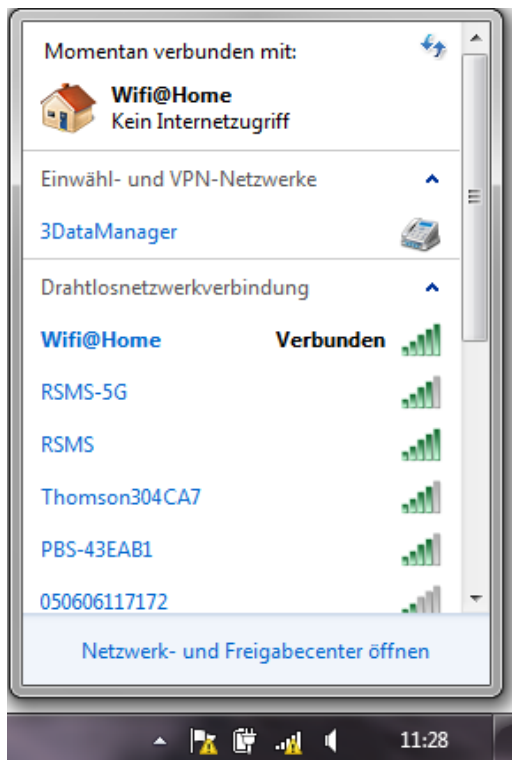 Momentan verbunden mit:
Wifi@Home
Kein Internetzugriff
Einwähl- und VPN-Netzwerke
3DataManager
Drahtlosnetzwerkverbindung
Wifi@Home Verbunden
RSMS-5G
RSMS
Thomson304CA7
PBS-43EAB1
050606117172
Netzwerk- und Freigabecenter öffnen
11:28